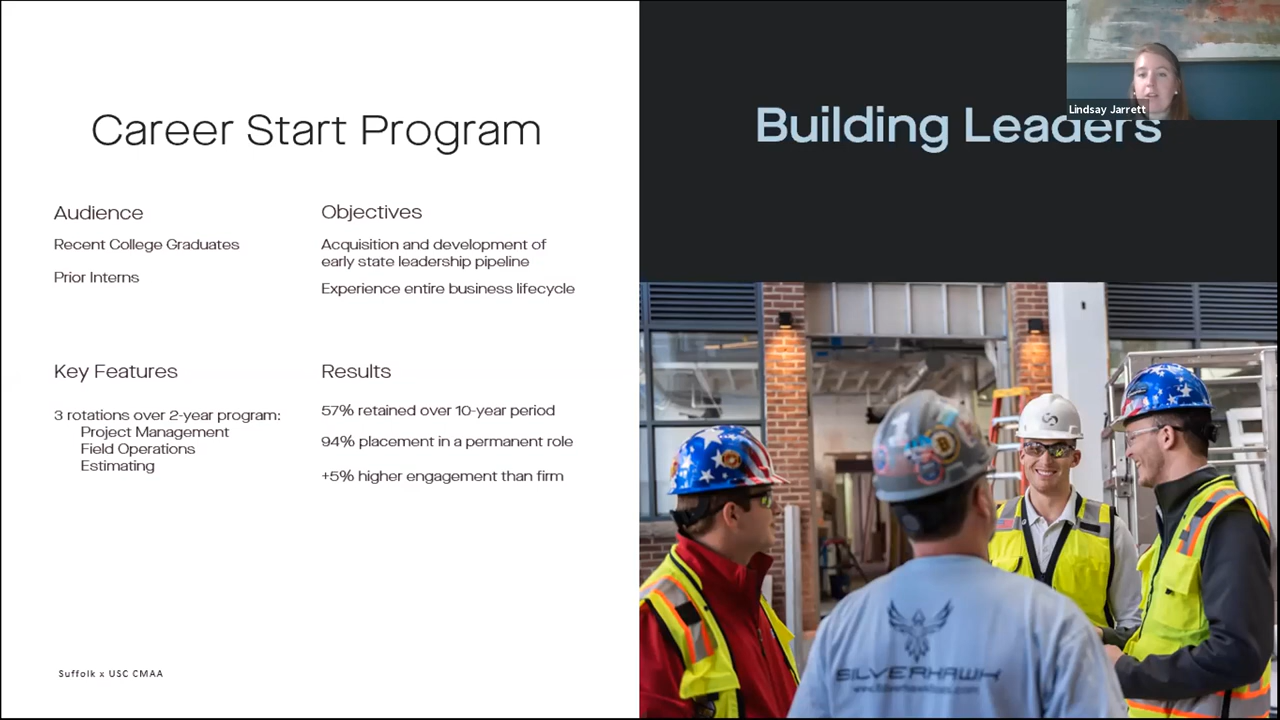 Career Start Program
Audience
Recent College Graduates
Prior Interns
Objectives
Acquisition and development of
early state leadership pipeline
Experience entire business lifecycle
Key Features
3 rotations over 2-year program:
Project Management
Field Operations
Estimating
Results
57% retained over 10-year period
94% placement in a permanent role
+5% higher engagement than firm
Suffolk x USC CMAA
Building Leaders
Lindsay Jarrett
SILVERHAWK